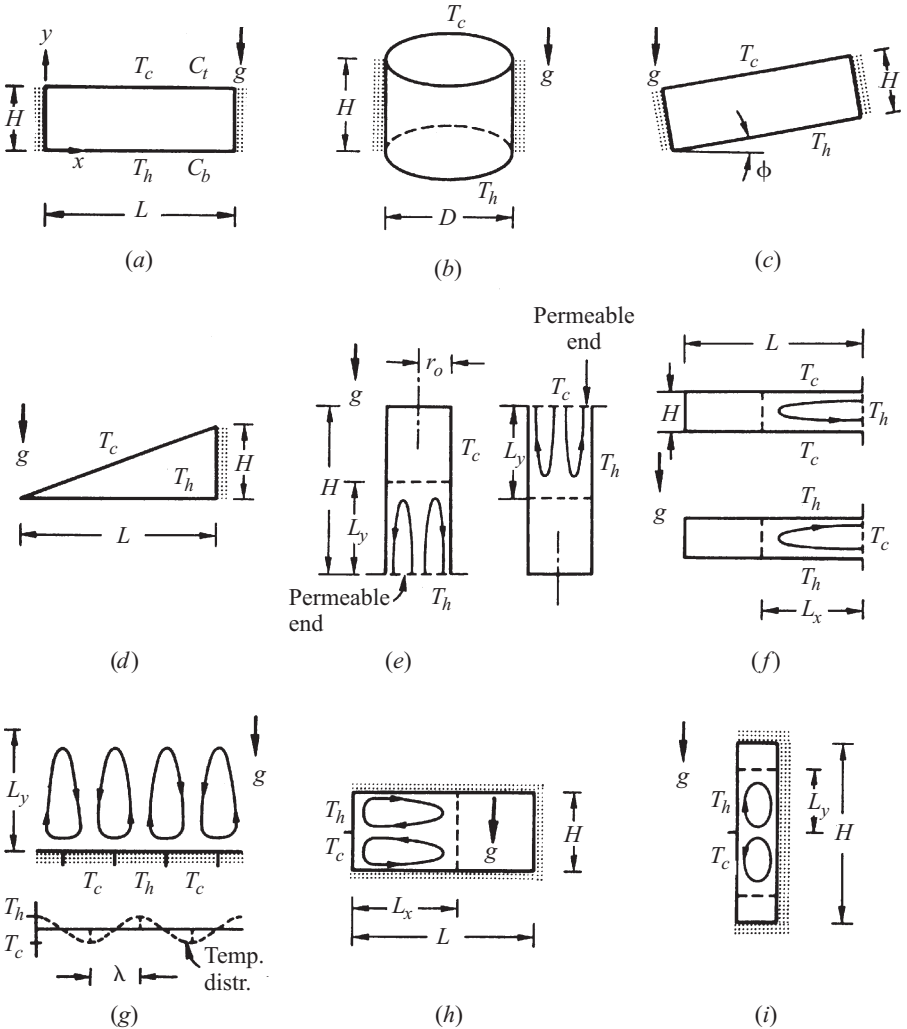 y
T_c C_t
g
H
x
T_h C_b
L
(a)
T_c
g
H
T_h
D
(b)
g
T_c
H
T_h
ϕ
(c)
g
T_c
T_h
H
L
(d)
g
r_o
T_c
H
L_y
Permeable
end
T_h
Permeable
end
T_c
L_y
T_h
(e)
L
T_c
H
T_h
T_c
g
T_h
T_c
T_h
L_x
(f)
g
L_y
T_c T_h T_c
T_h
T_c
Temp.
distr.
λ
(g)
T_h
T_c
g
H
L_x
L
(h)
g
T_h
T_c
L_y
H
(i)